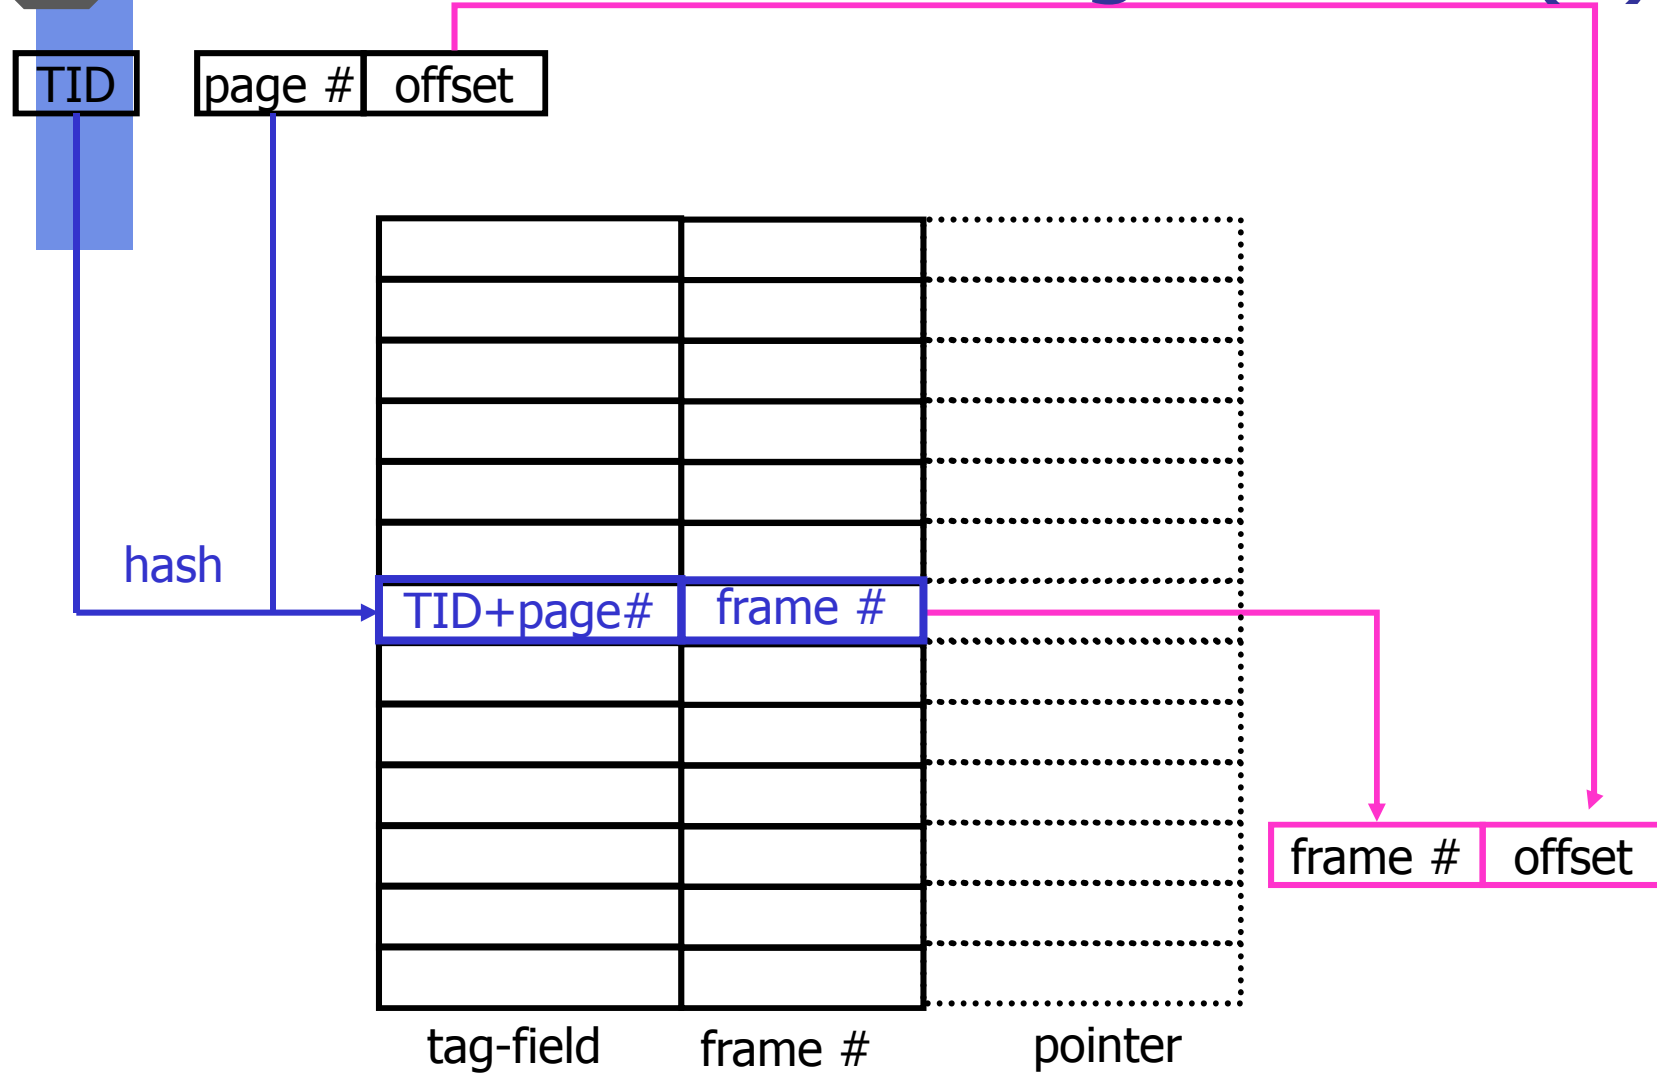 TID
page #
offset
hash
TID+page#
frame #
frame #
offset
tag-field
frame #
pointer